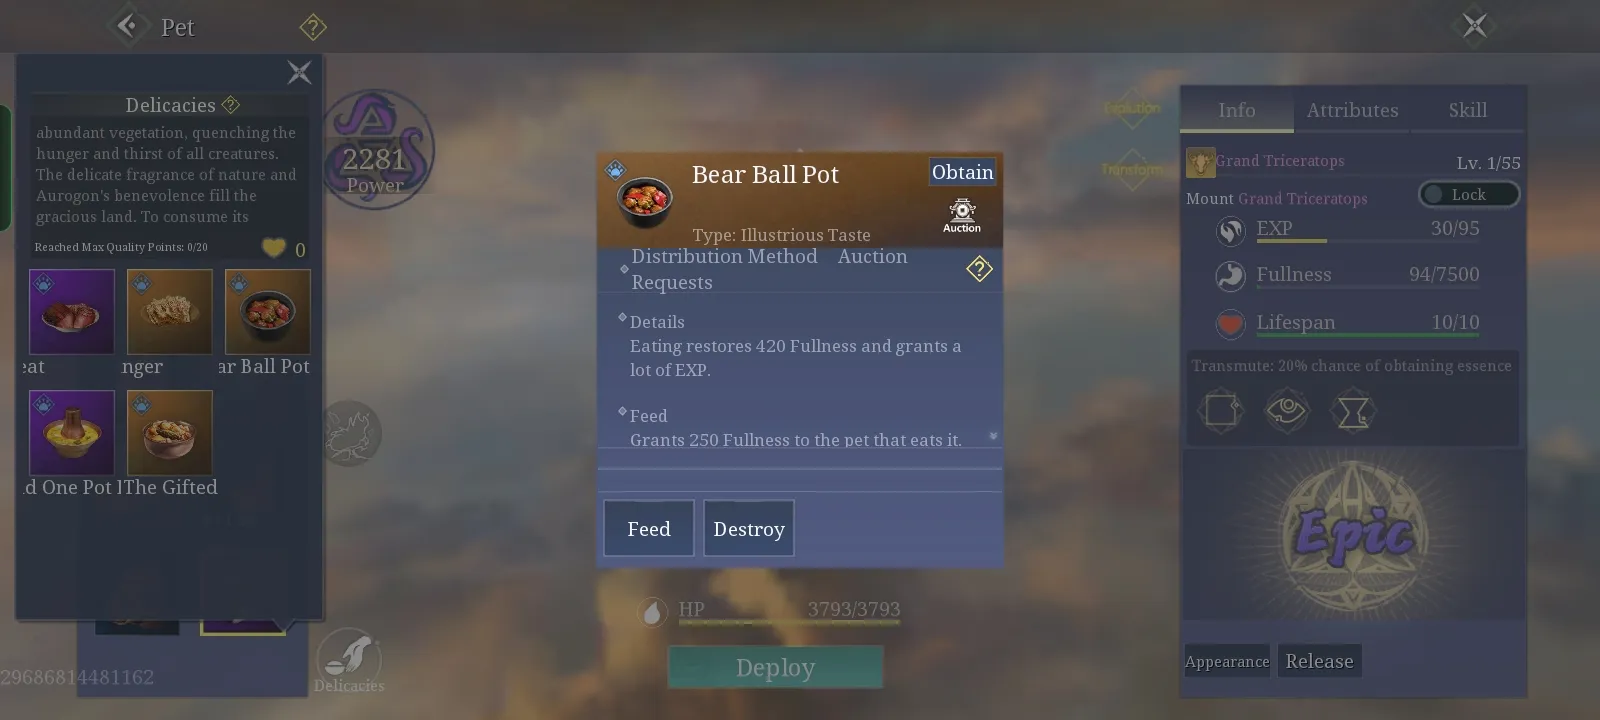 Pet
Delicacies
abundant vegetation, quenching the
hunger and thirst of all creatures.
The delicate fragrance of nature and
Aurogon's benevolence fill the
gracious land. To consume its
Reached Max Quality Points: 0/20
0
eat
nger
ar Ball Pot
d One Pot I
The Gifted
29686814481162
2281
Power
Delicacies
Bear Ball Pot
Obtain
Auction
Type: Illustrious Taste
Distribution Method Auction
Requests
Details
Eating restores 420 Fullness and grants a
lot of EXP.
Feed
Grants 250 Fullness to the pet that eats it.
Feed
Destroy
HP 3793/3793
Deploy
Evolution
Transform
Info
Attributes
Skill
Grand Triceratops
Lv. 1/55
Mount Grand Triceratops
Lock
EXP 30/95
Fullness 94/7500
Lifespan 10/10
Transmute: 20% chance of obtaining essence
Epic
Appearance
Release